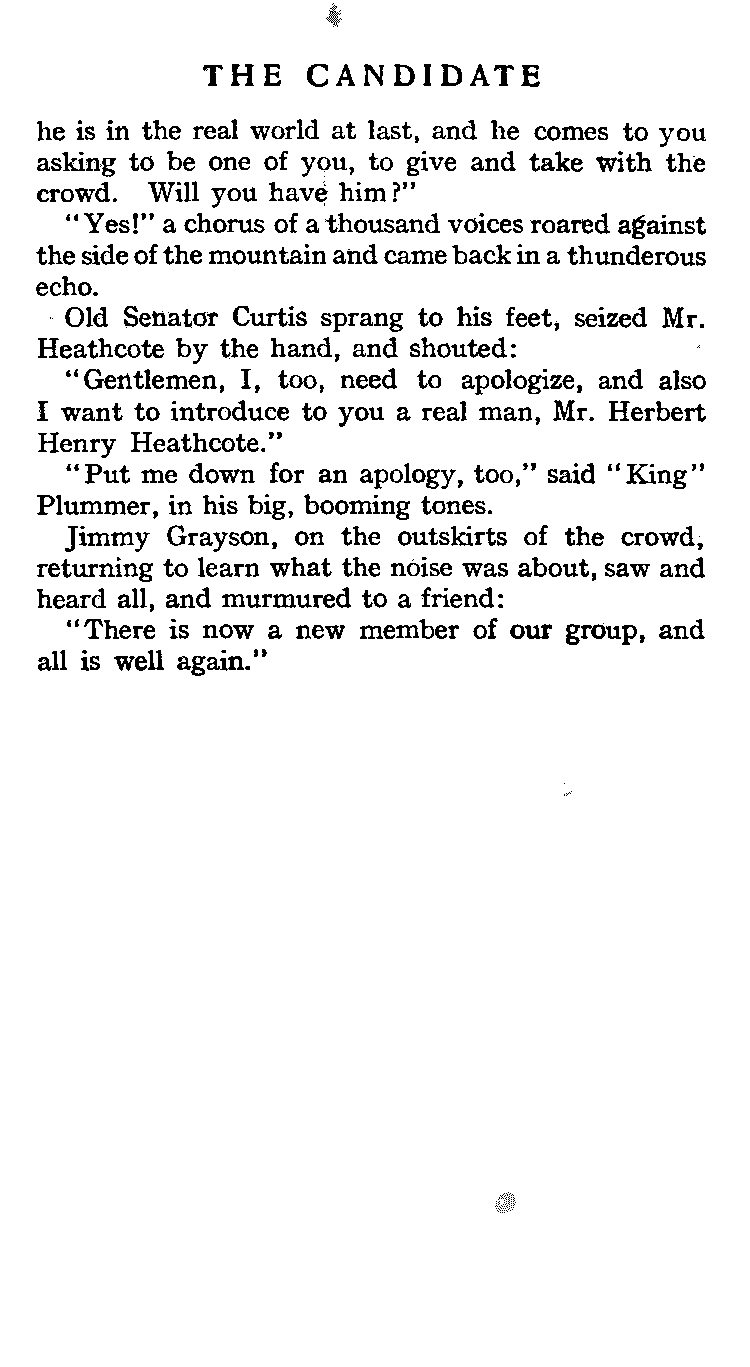 THE CANDIDATE
he is in the real world at last, and he comes to you
asking to be one of you, to give and take with the
crowd. Will you have him?"
"Yes!" a chorus of a thousand voices roared against
the side of the mountain and came back in a thunderous
echo.
Old Senator Curtis sprang to his feet, seized Mr.
Heathcote by the hand, and shouted:
"Gentlemen, I, too, need to apologize, and also
I want to introduce to you a real man, Mr. Herbert
Henry Heathcote."
"Put me down for an apology, too," said "King"
Plummer, in his big, booming tones.
Jimmy Grayson, on the outskirts of the crowd,
returning to learn what the noise was about, saw and
heard all, and murmured to a friend:
"There is now a new member of our group, and
all is well again."